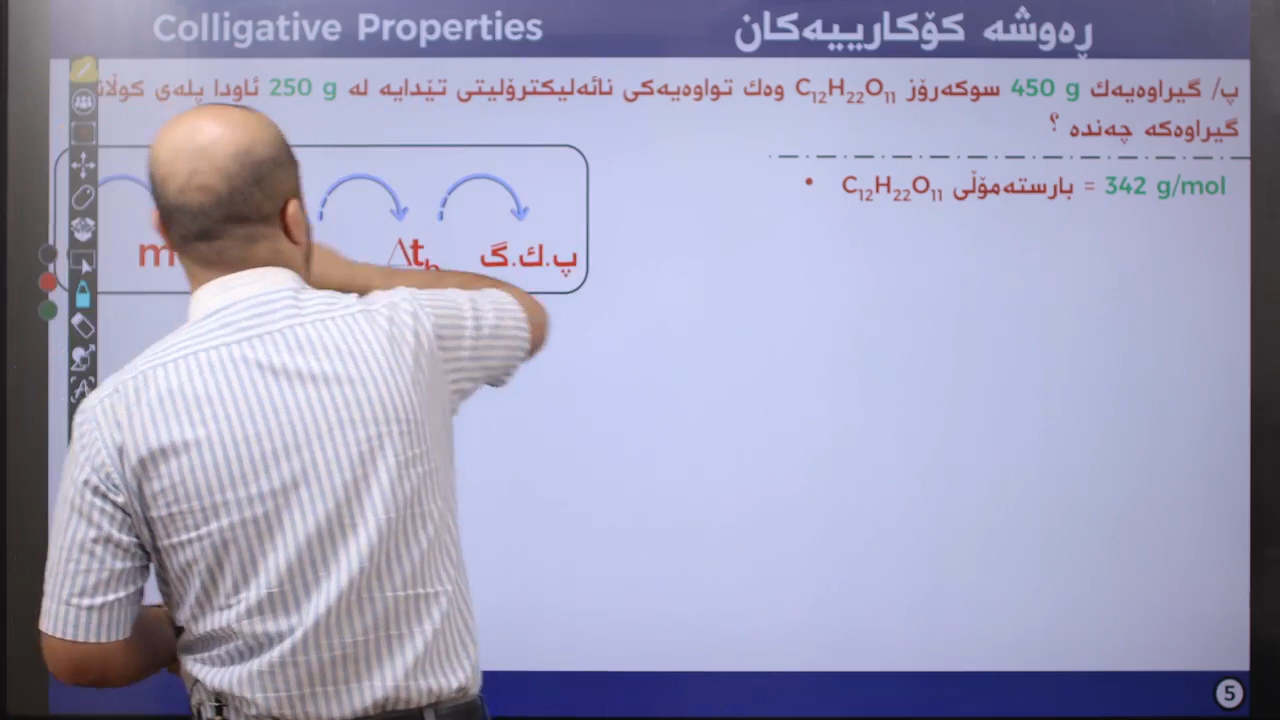 Colligative Properties
ڕەوشە کۆکارییەکان
پ/ گیراوەیەك 450 g سوکەرۆز C₁₂H₂₂O₁₁ وەك تواوەیەکی نائەلیکترۆلیتی تێدایە لە 250 g ئاودا پلەی
گیراوەکە چەندە ؟
• C₁₂H₂₂O₁₁ بارستەمۆڵی = 342 g/mol
m Δt_b پ.ك.گ
5